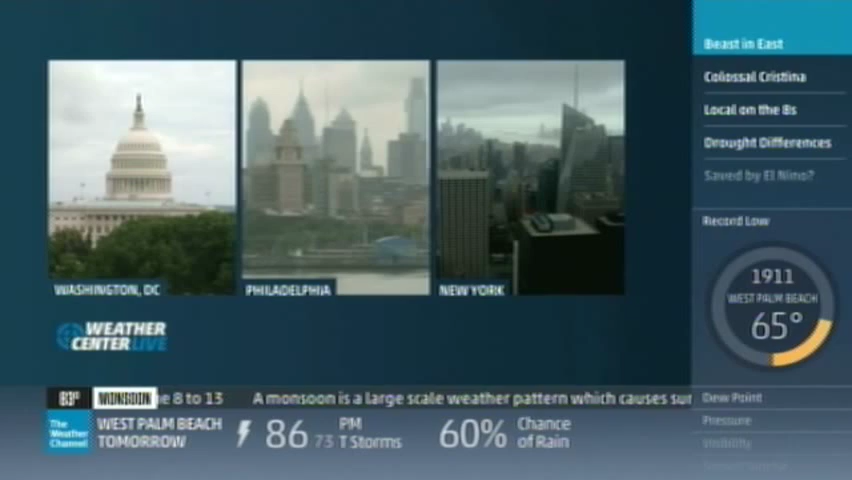 Beast in East
Colossal Cristina
Local on the 8s
Drought Differences
Saved by El Nino?
WASHINGTON, DC
PHILADELPHIA
NEW YORK
Record Low
1911
WEST PALM BEACH
65°
WEATHER
CENTER LIVE
83°
MONSOON
ne 8 to 13
A monsoon is a large scale weather pattern which causes sur
The
Weather
Channel
WEST PALM BEACH
TOMORROW
86
73
PM
T Storms
60%
Chance
of Rain
Dew Point
Pressure
Visibility